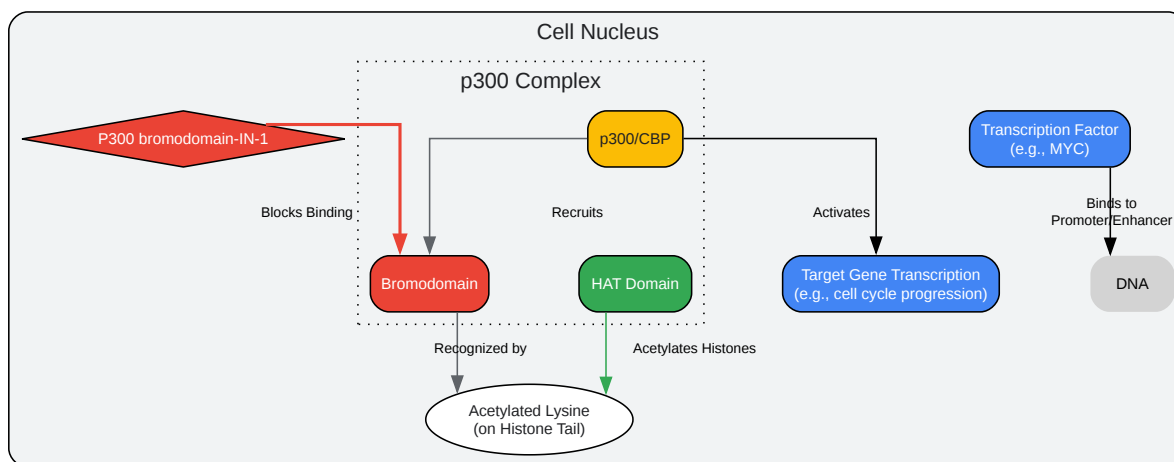 Cell Nucleus
p300 Complex
P300 bromodomain-IN-1
p300/CBP
Transcription Factor
(e.g., MYC)
Blocks Binding
Recruits
Activates
Binds to
Promoter/Enhancer
Bromodomain
HAT Domain
Target Gene Transcription
(e.g., cell cycle progression)
DNA
Recognized by
Acetylates Histones
Acetylated Lysine
(on Histone Tail)